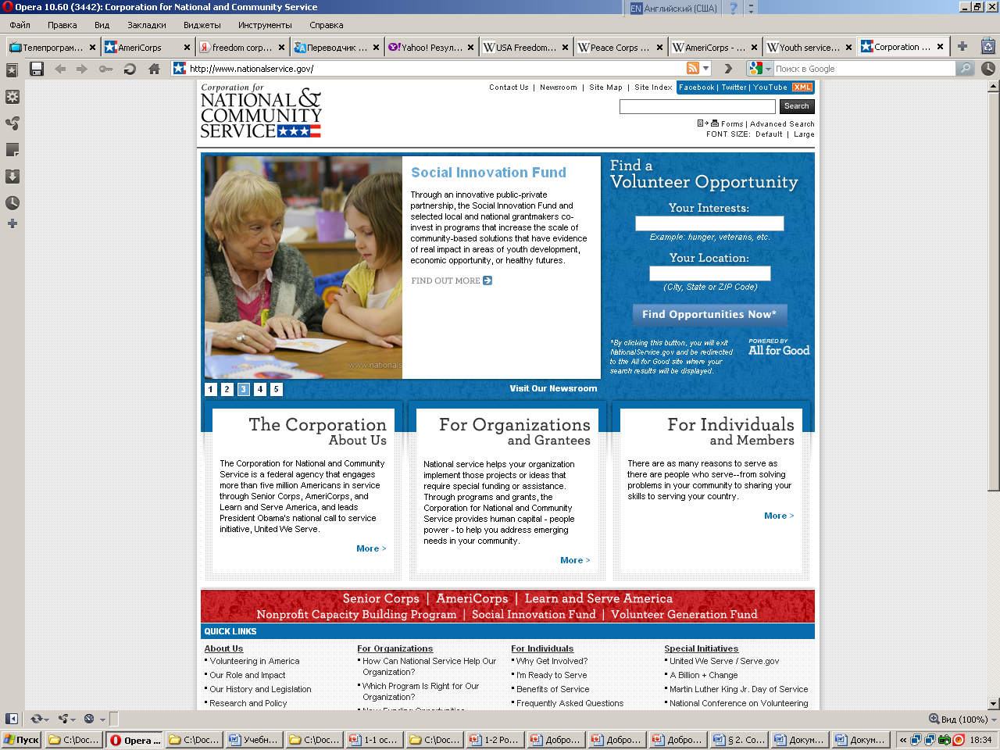 Opera 10.60 (3442): Corporation for National and Community Service
EN Английский (США)
Файл Правка Вид Закладки Виджеты Инструменты Справка
Телепрограм... AmeriCorps freedom corp... Переводчик ... Yahoo! Резул... USA Freedom... Peace Corps ... AmeriCorps - ... Youth service... Corporation ...
http://www.nationalservice.gov/
Поиск в Google
Corporation for
NATIONAL &
COMMUNITY
SERVICE
Contact Us | Newsroom | Site Map | Site Index Facebook | Twitter | YouTube XML
Search
Forms | Advanced Search
FONT SIZE: Default | Large
Social Innovation Fund
Through an innovative public-private
partnership, the Social Innovation Fund and
selected local and national grantmakers co-
invest in programs that increase the scale of
community-based solutions that have evidence
of real impact in areas of youth development,
economic opportunity, or healthy futures.
FIND OUT MORE
www.nationals
1 2 3 4 5
Visit Our Newsroom
Find a
Volunteer Opportunity
Your Interests:
Example: hunger, veterans, etc.
Your Location:
(City, State or ZIP Code)
Find Opportunities Now*
*By clicking this button, you will exit
NationalService.gov and be redirected
to the All for Good site where your
search results will be displayed.
POWERED BY
All for Good
The Corporation
About Us
The Corporation for National and Community
Service is a federal agency that engages
more than five million Americans in service
through Senior Corps, AmeriCorps, and
Learn and Serve America, and leads
President Obama's national call to service
initiative, United We Serve.
More >
For Organizations
and Grantees
National service helps your organization
implement those projects or ideas that
require special funding or assistance.
Through programs and grants, the
Corporation for National and Community
Service provides human capital - people
power - to help you address emerging
needs in your community.
More >
For Individuals
and Members
There are as many reasons to serve as
there are people who serve--from solving
problems in your community to sharing your
skills to serving your country.
More >
Senior Corps | AmeriCorps | Learn and Serve America
Nonprofit Capacity Building Program | Social Innovation Fund | Volunteer Generation Fund
QUICK LINKS
About Us
Volunteering in America
Our Role and Impact
Our History and Legislation
Research and Policy
For Organizations
How Can National Service Help Our
Organization?
Which Program Is Right for Our
Organization?
New Funding Opportunities
For Individuals
Why Get Involved?
I'm Ready to Serve
Benefits of Service
Frequently Asked Questions
Special Initiatives
United We Serve / Serve.gov
A Billion + Change
Martin Luther King Jr. Day of Service
National Conference on Volunteering
Вид (100%)
Пуск C:\Doc... Opera ... C:\Doc... Учебн... C:\Doc... 1-1 ос... C:\Doc... 1-2 Ро... Добро... Добро... Добро... § 2. Со... Докум... Докум... « 18:34